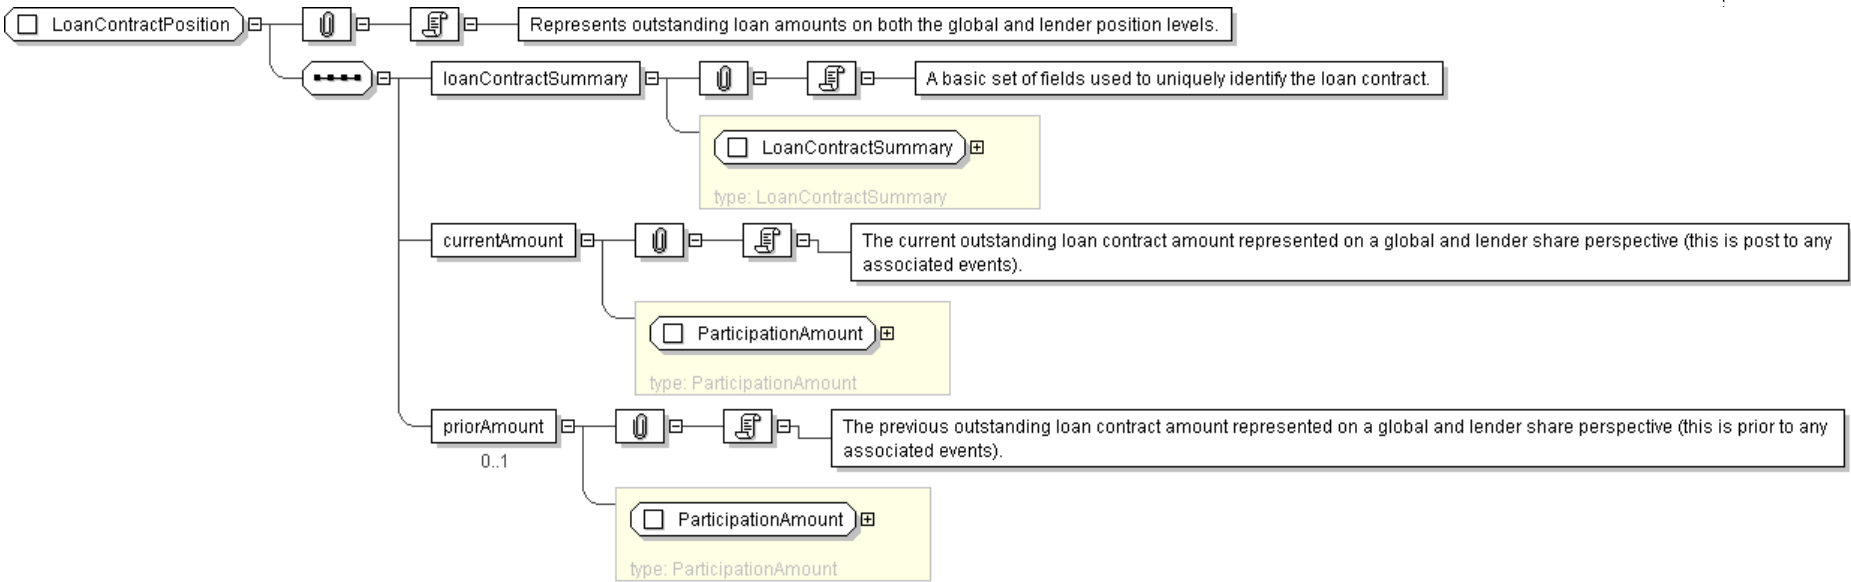 LoanContractPosition
Represents outstanding loan amounts on both the global and lender position levels.
loanContractSummary
A basic set of fields used to uniquely identify the loan contract.
LoanContractSummary
type: LoanContractSummary
currentAmount
The current outstanding loan contract amount represented on a global and lender share perspective (this is post to any
associated events).
ParticipationAmount
type: ParticipationAmount
priorAmount
0..1
The previous outstanding loan contract amount represented on a global and lender share perspective (this is prior to any
associated events).
ParticipationAmount
type: ParticipationAmount